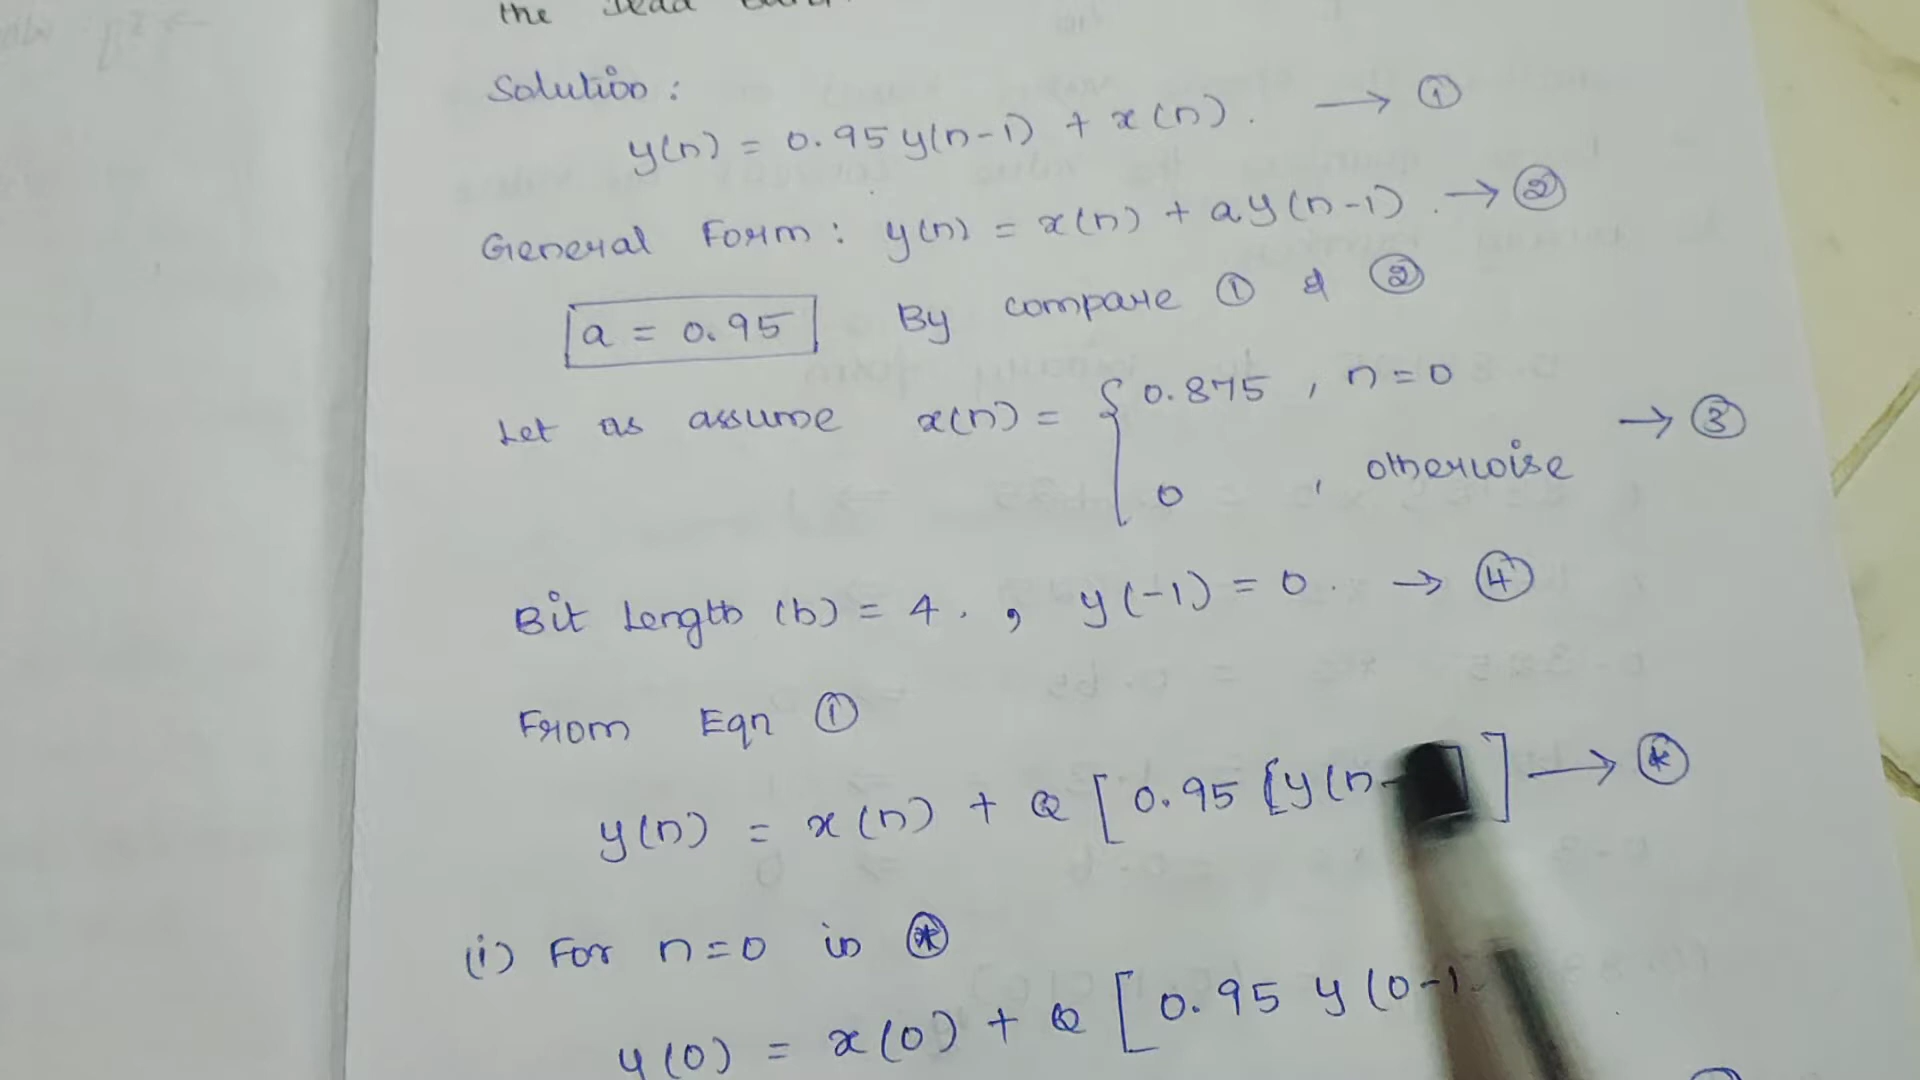 the Dead
Solution :
y(n) = 0.95 y(n-1) + x(n). → ①
General Form : y(n) = x(n) + a y(n-1) . → ②
a = 0.95 By compare ① & ②
Let as assume x(n) = { 0.875 , n=0 → ③
0 , otherwise
Bit Length (b) = 4 . , y(-1) = 0 . → ④
From Eqn ①
y(n) = x(n) + Q [ 0.95 [y(n- ] ] → ⊛
(i) For n=0 in ⊛
y(0) = x(0) + Q [ 0.95 y (0-1